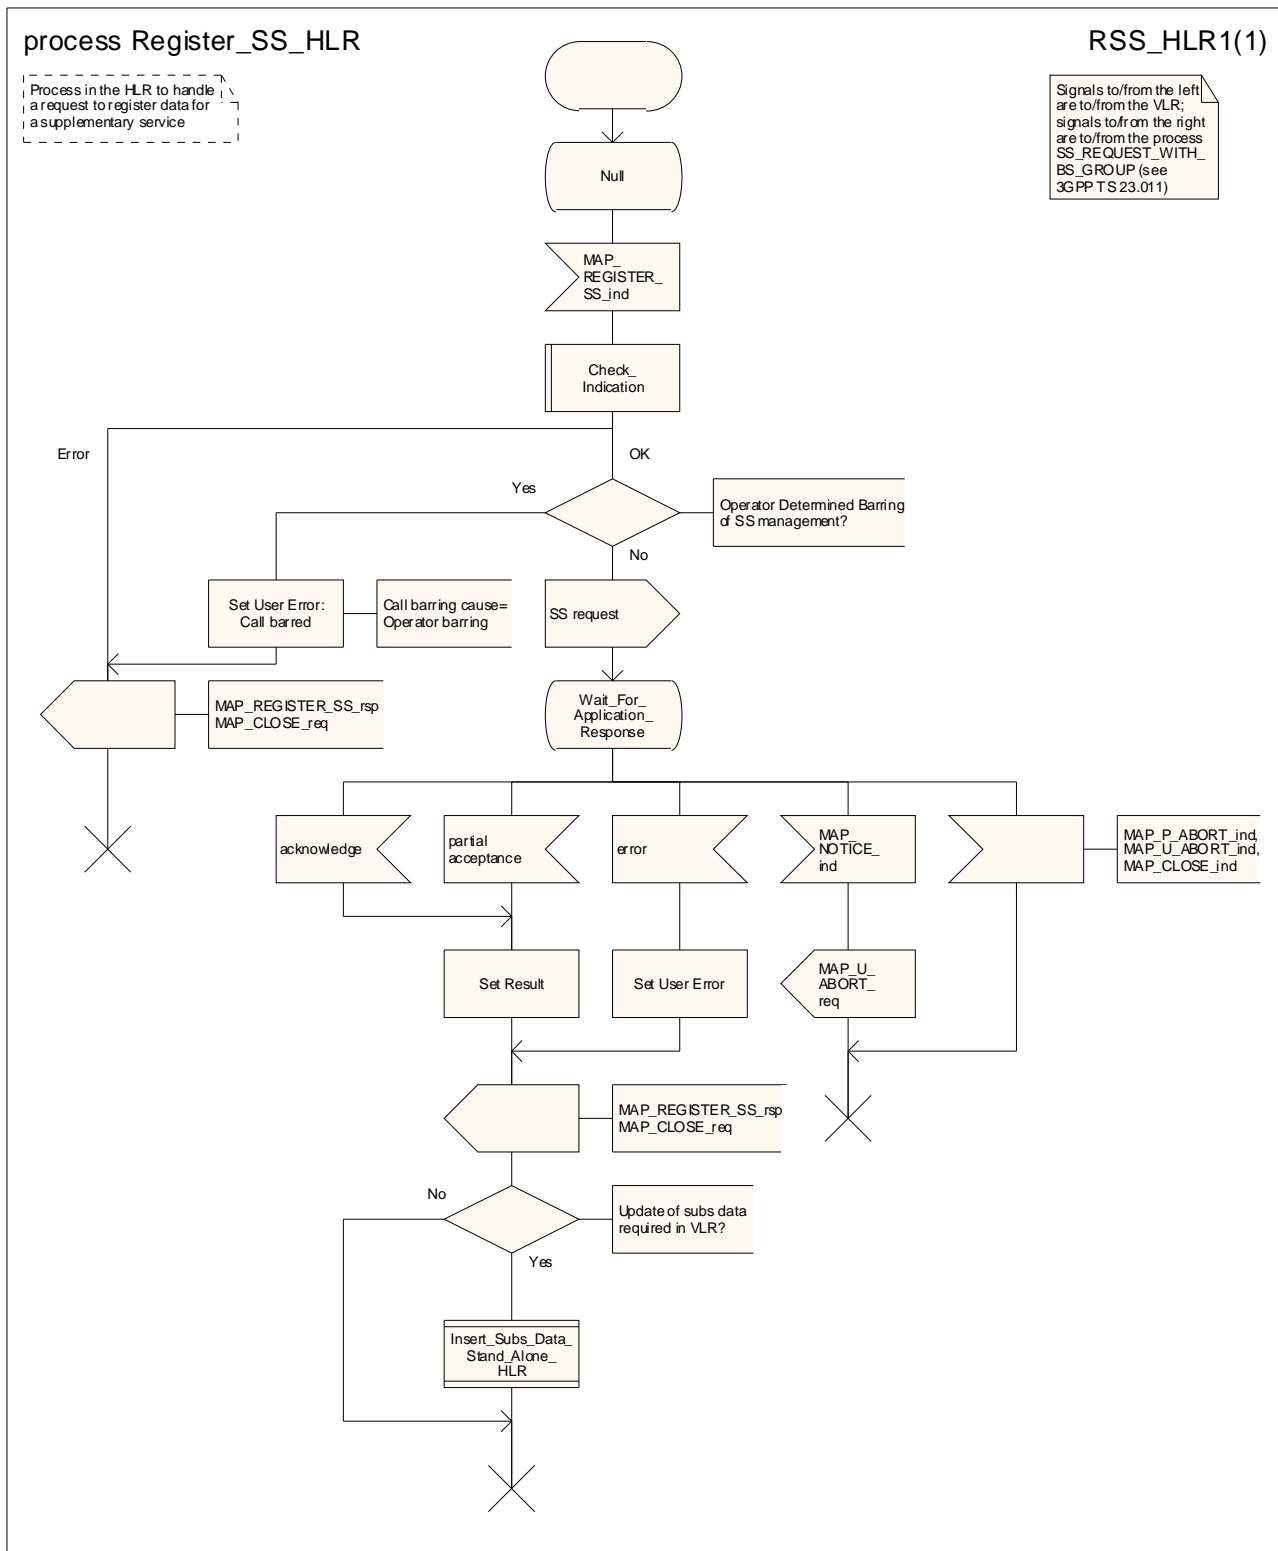 process Register_SS_HLR
RSS_HLR1(1)
Process in the HLR to handle
a request to register data for
a supplementary service
Signals to/from the left
are to/from the VLR;
signals to/from the right
are to/from the process
SS_REQUEST_WITH_
BS_GROUP (see
3GPP TS 23.011)
Null
MAP_
REGISTER_
SS_ind
Check_
Indication
Error
OK
Yes
Operator Determined Barring
of SS management?
No
Set User Error:
Call barred
Call barring cause=
Operator barring
SS request
MAP_REGISTER_SS_rsp
MAP_CLOSE_req
Wait_For_
Application_
Response
acknowledge
partial
acceptance
error
MAP_
NOTICE_
ind
MAP_P_ABORT_ind,
MAP_U_ABORT_ind,
MAP_CLOSE_ind
Set Result
Set User Error
MAP_U_
ABORT_
req
MAP_REGISTER_SS_rsp
MAP_CLOSE_req
No
Update of subs data
required in VLR?
Yes
Insert_Subs_Data_
Stand_Alone_
HLR